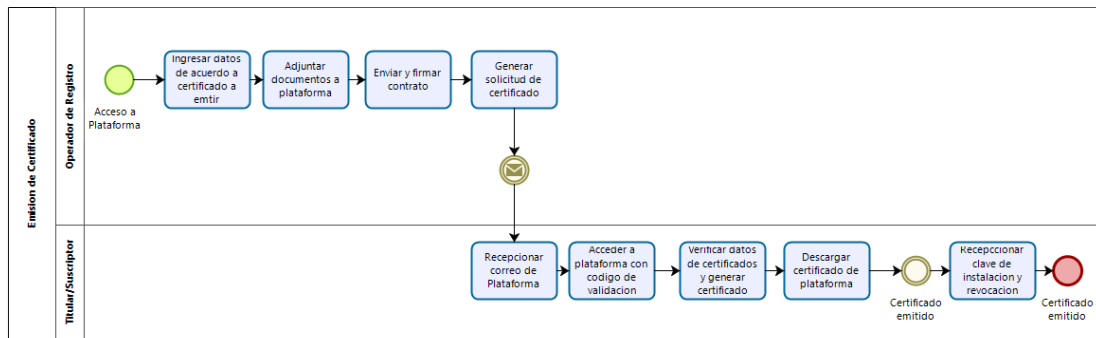 Emision de Certificado
Operador de Registro
Acceso a
Plataforma
Ingresar datos
de acuerdo a
certificado a
emtir
Adjuntar
documentos a
plataforma
Enviar y firmar
contrato
Generar
solicitud de
certificado
Titular/Suscriptor
Recepcionar
correo de
Plataforma
Acceder a
plataforma con
codigo de
validacion
Verificar datos
de certificados
y generar
certificado
Descargar
certificado de
plataforma
Certificado
emitido
Recepccionar
clave de
instalacion y
revocacion
Certificado
emitido